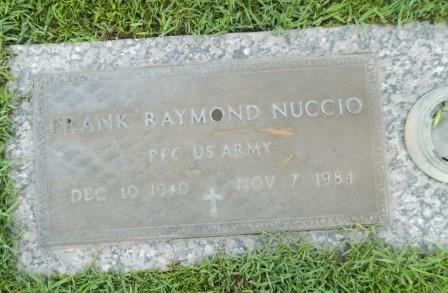 FRANK RAYMOND NUCCIO
PFC US ARMY
DEC 10 1940 NOV 7 1984